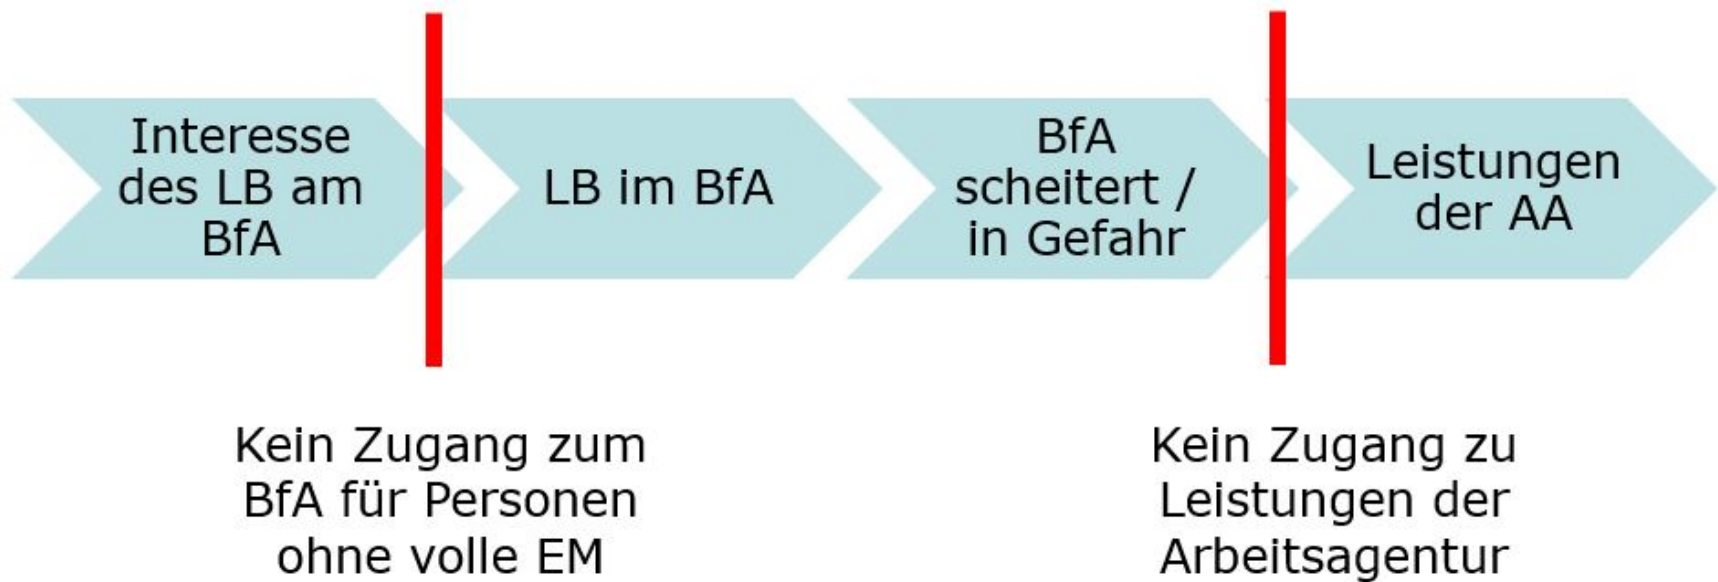 Interesse
des LB am
BfA
LB im BfA
BfA
scheitert /
in Gefahr
Leistungen
der AA
Kein Zugang zum
BfA für Personen
ohne volle EM
Kein Zugang zu
Leistungen der
Arbeitsagentur